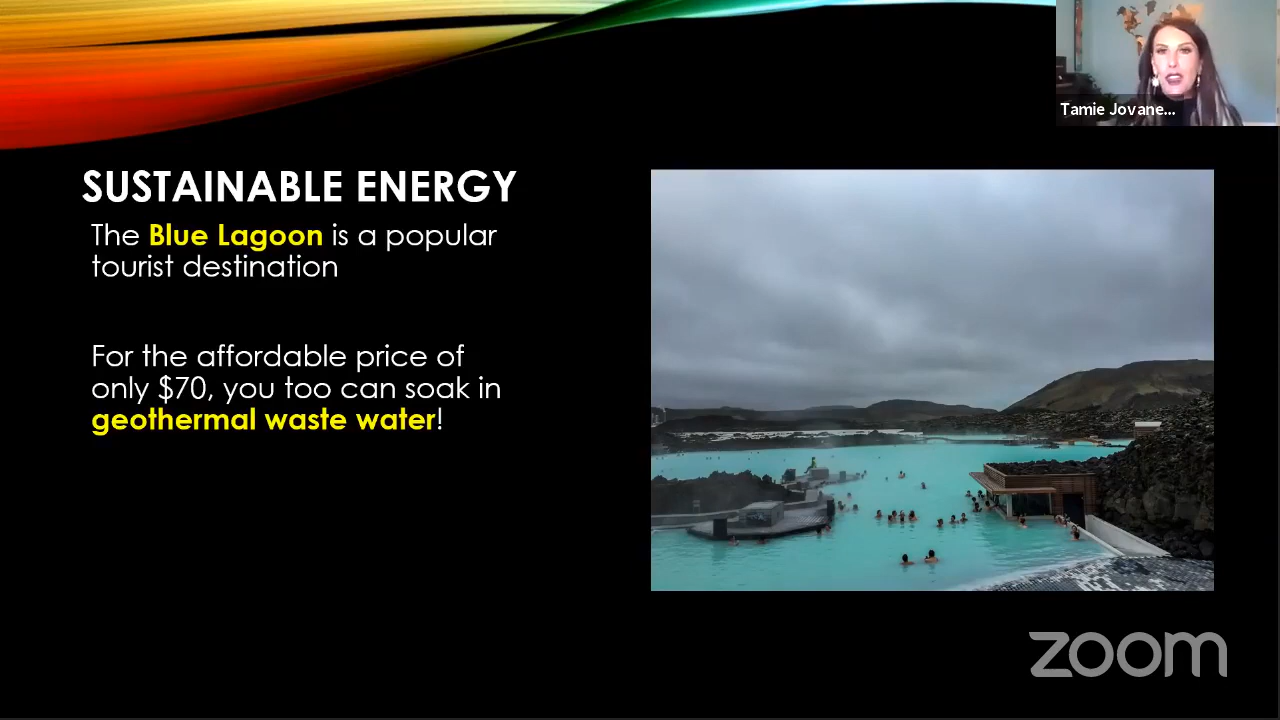 Tamie Jovane...
SUSTAINABLE ENERGY
The Blue Lagoon is a popular
tourist destination
For the affordable price of
only $70, you too can soak in
geothermal waste water!
zoom